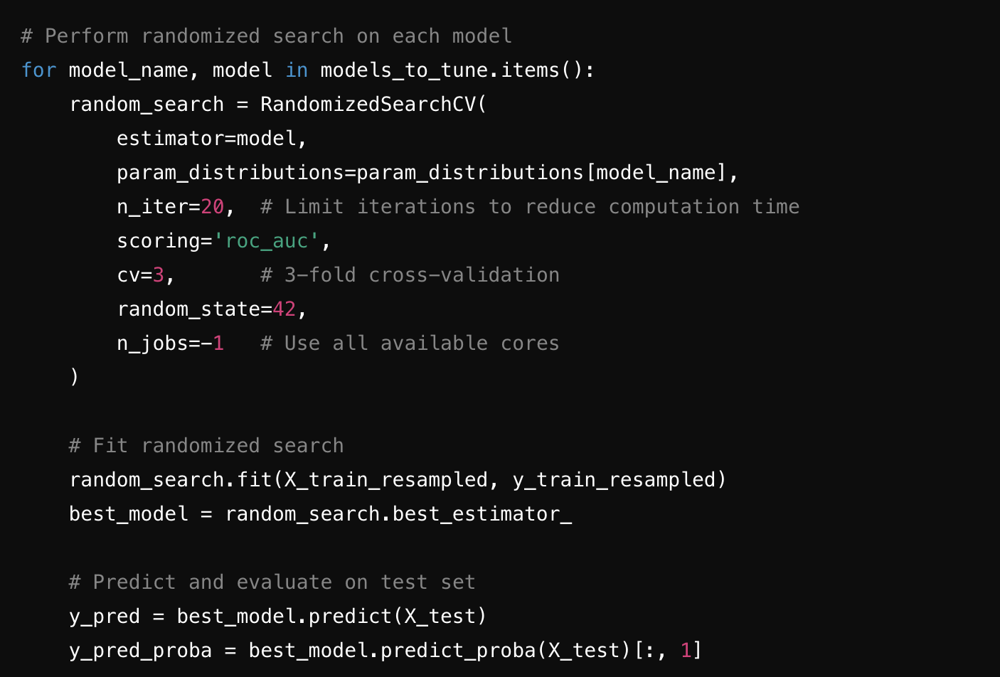 # Perform randomized search on each model
for model_name, model in models_to_tune.items():
    random_search = RandomizedSearchCV(
        estimator=model,
        param_distributions=param_distributions[model_name],
        n_iter=20,  # Limit iterations to reduce computation time
        scoring='roc_auc',
        cv=3,       # 3-fold cross-validation
        random_state=42,
        n_jobs=-1   # Use all available cores
    )
    # Fit randomized search
    random_search.fit(X_train_resampled, y_train_resampled)
    best_model = random_search.best_estimator_
    # Predict and evaluate on test set
    y_pred = best_model.predict(X_test)
    y_pred_proba = best_model.predict_proba(X_test)[:, 1]